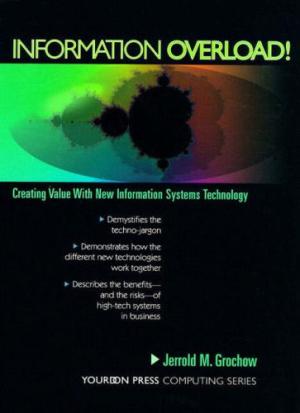 INFORMATION OVERLOAD!
Creating Value With New Information Systems Technology
▶ Demystifies the
techno-jargon
▶ Demonstrates how the
different new technologies
work together
▶ Describes the benefits—
and the risks—of
high-tech systems
in business
▶ Jerrold M. Grochow
YOURDON PRESS COMPUTING SERIES